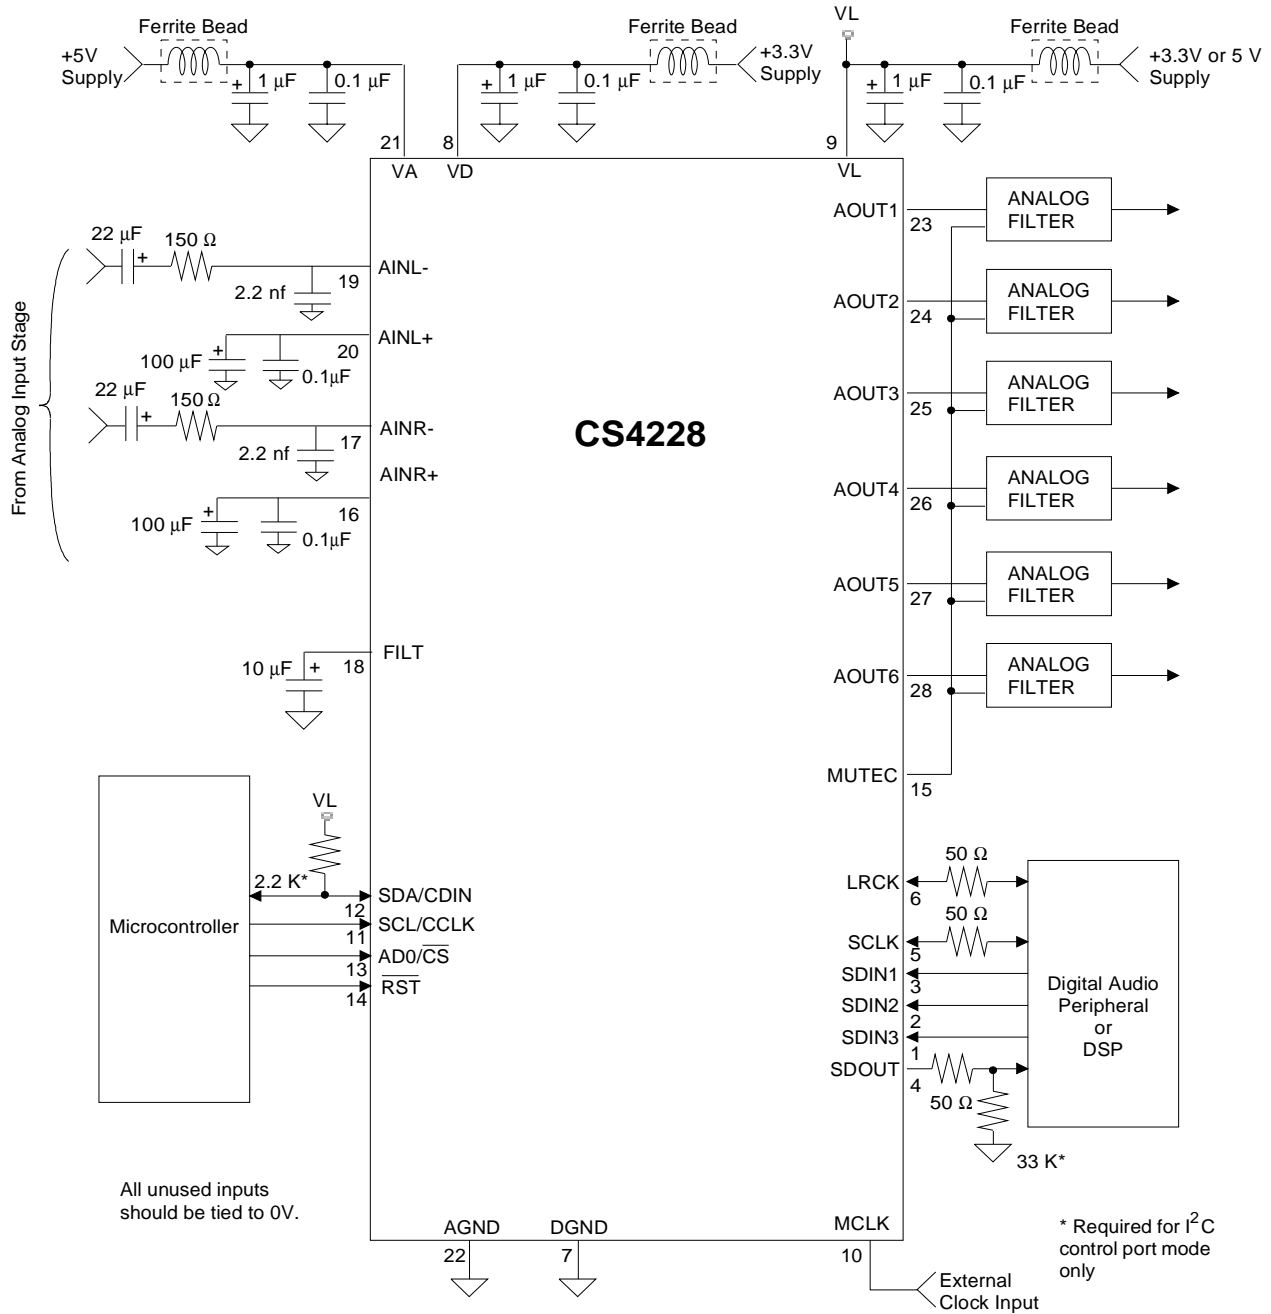 Ferrite Bead
+5V
Supply
+ 1 µF
0.1 µF
21
VA
Ferrite Bead
+3.3V
Supply
+ 1 µF
0.1 µF
8
VD
VL
Ferrite Bead
+3.3V or 5 V
Supply
+ 1 µF
0.1 µF
9
VL
From Analog Input Stage
22 µF
+
150 Ω
2.2 nf
19
AINL-
100 µF
+
0.1µF
20
AINL+
22 µF
+
150 Ω
2.2 nf
17
AINR-
AINR+
100 µF
+
0.1µF
16
10 µF
+
18
FILT
CS4228
AOUT1
23
ANALOG
FILTER
AOUT2
24
ANALOG
FILTER
AOUT3
25
ANALOG
FILTER
AOUT4
26
ANALOG
FILTER
AOUT5
27
ANALOG
FILTER
AOUT6
28
ANALOG
FILTER
MUTEC
15
Microcontroller
VL
2.2 K*
SDA/CDIN
12
SCL/CCLK
11
AD0/CS
13
RST
14
LRCK
6
50 Ω
SCLK
5
50 Ω
SDIN1
3
SDIN2
2
SDIN3
1
SDOUT
4
50 Ω
33 K*
Digital Audio
Peripheral
or
DSP
All unused inputs
should be tied to 0V.
AGND
22
DGND
7
MCLK
10
External
Clock Input
* Required for I2C
control port mode
only